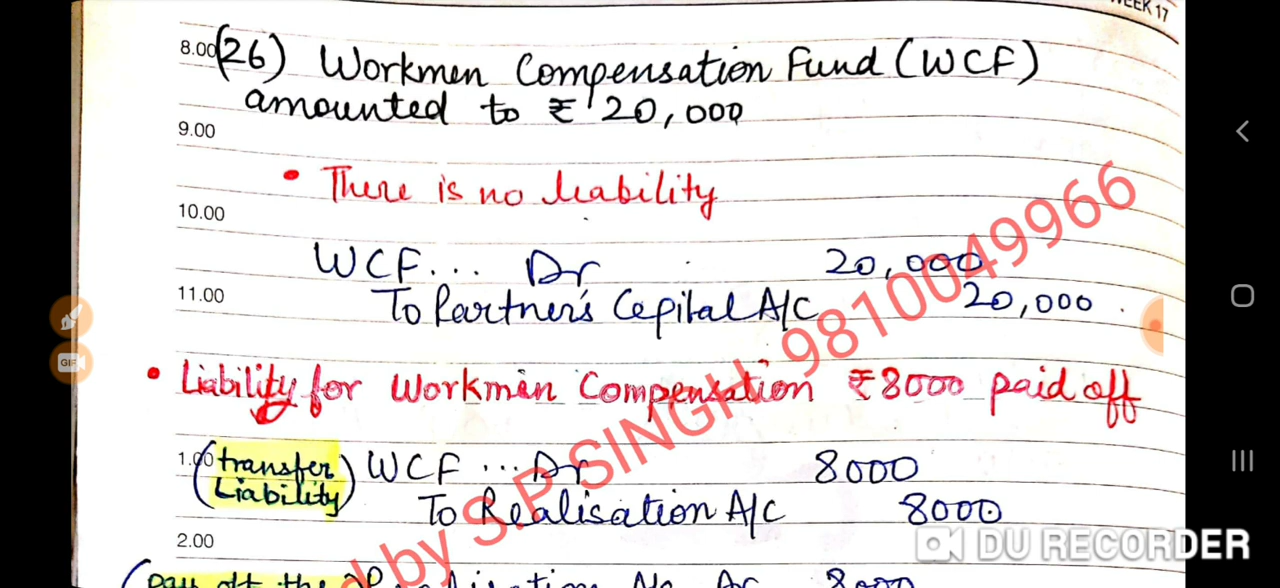 WEEK 17
8.00 (26) Workmen Compensation Fund (WCF)
amounted to ₹ 20,000
9.00
• There is no liability
10.00
WCF... Dr 20,000
11.00 To Partner's Capital A/C 20,000
• Liability for Workmen Compensation ₹8000 paid off
1.00 (transfer Liability) WCF ... Dr 8000
To Realisation A/C 8000
2.00
by S.P SINGH 9810049966
GIF
DU RECORDER